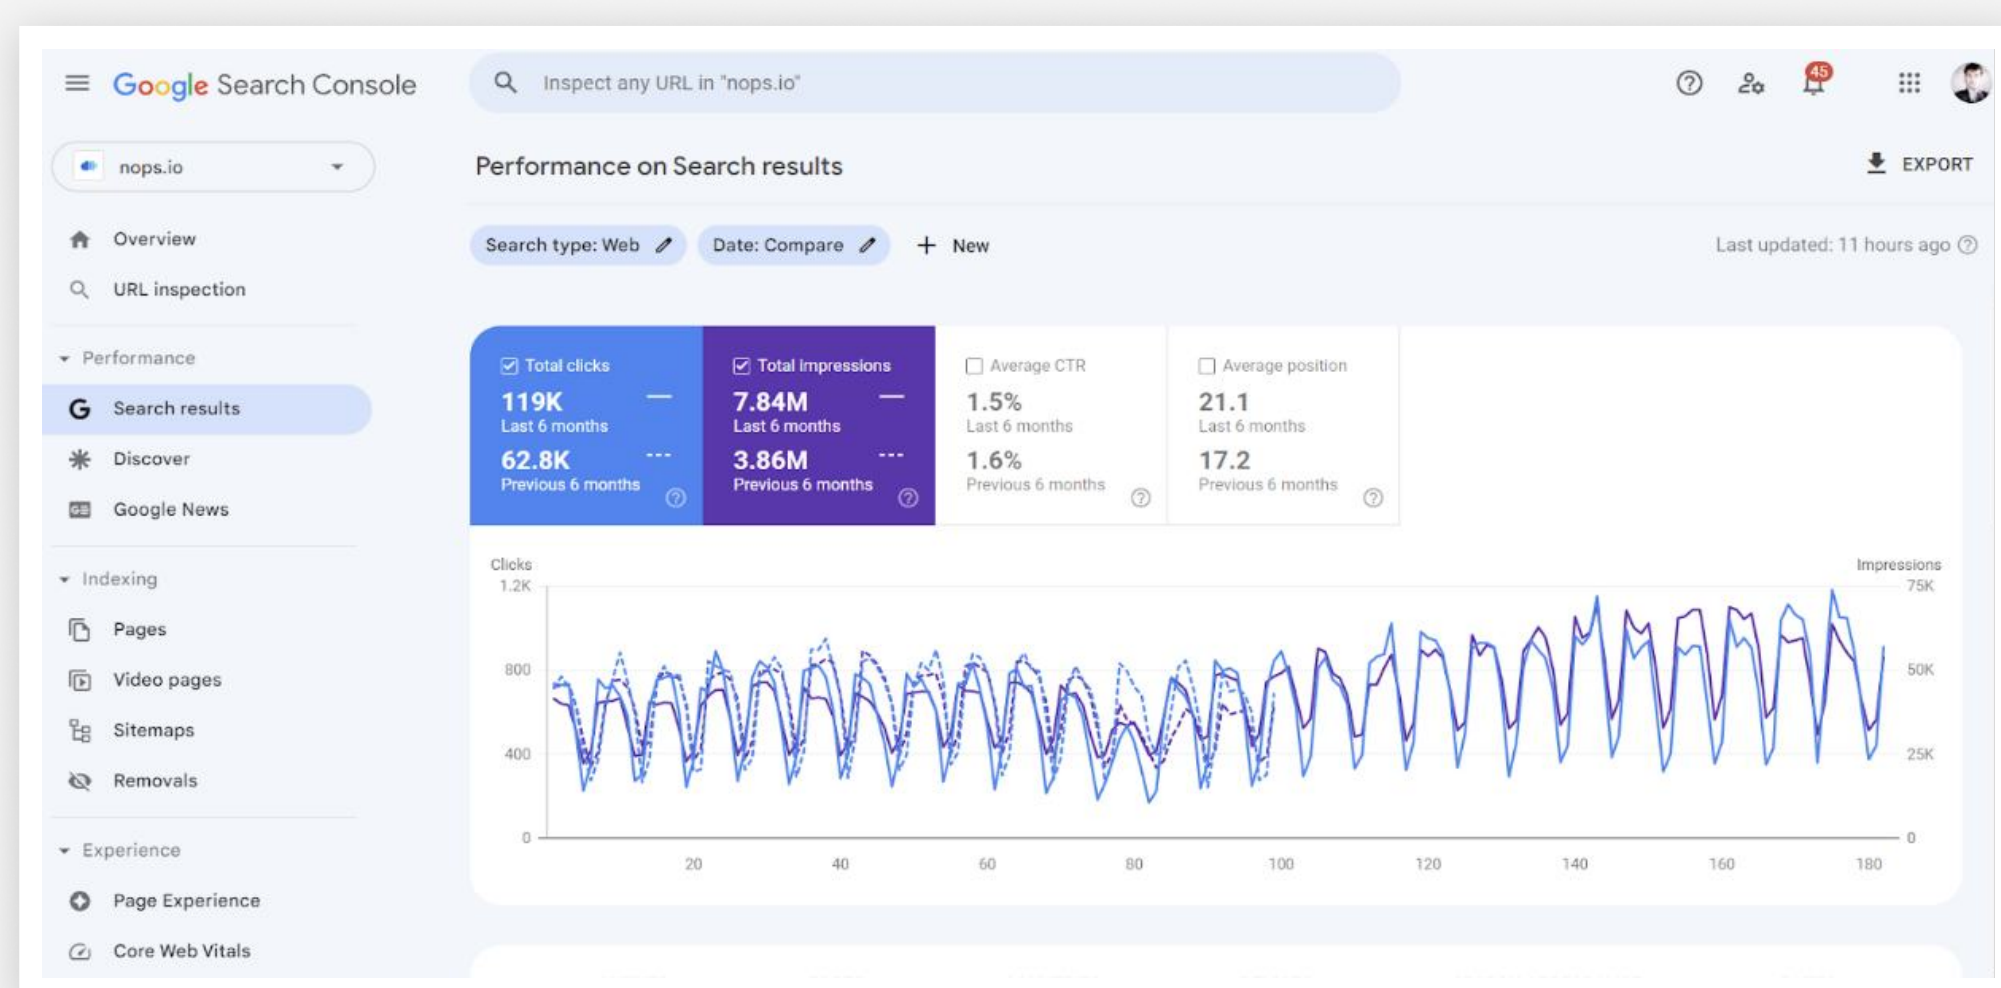 Google Search Console
Inspect any URL in "nops.io"
45
nops.io
Performance on Search results
EXPORT
Overview
URL inspection
Performance
Search results
Discover
Google News
Indexing
Pages
Video pages
Sitemaps
Removals
Experience
Page Experience
Core Web Vitals
Search type: Web
Date: Compare
New
Last updated: 11 hours ago
Total clicks
119K
Last 6 months
62.8K
Previous 6 months
Total impressions
7.84M
Last 6 months
3.86M
Previous 6 months
Average CTR
1.5%
Last 6 months
1.6%
Previous 6 months
Average position
21.1
Last 6 months
17.2
Previous 6 months
Clicks
1.2K
800
400
0
Impressions
75K
50K
25K
0
20 40 60 80 100 120 140 160 180